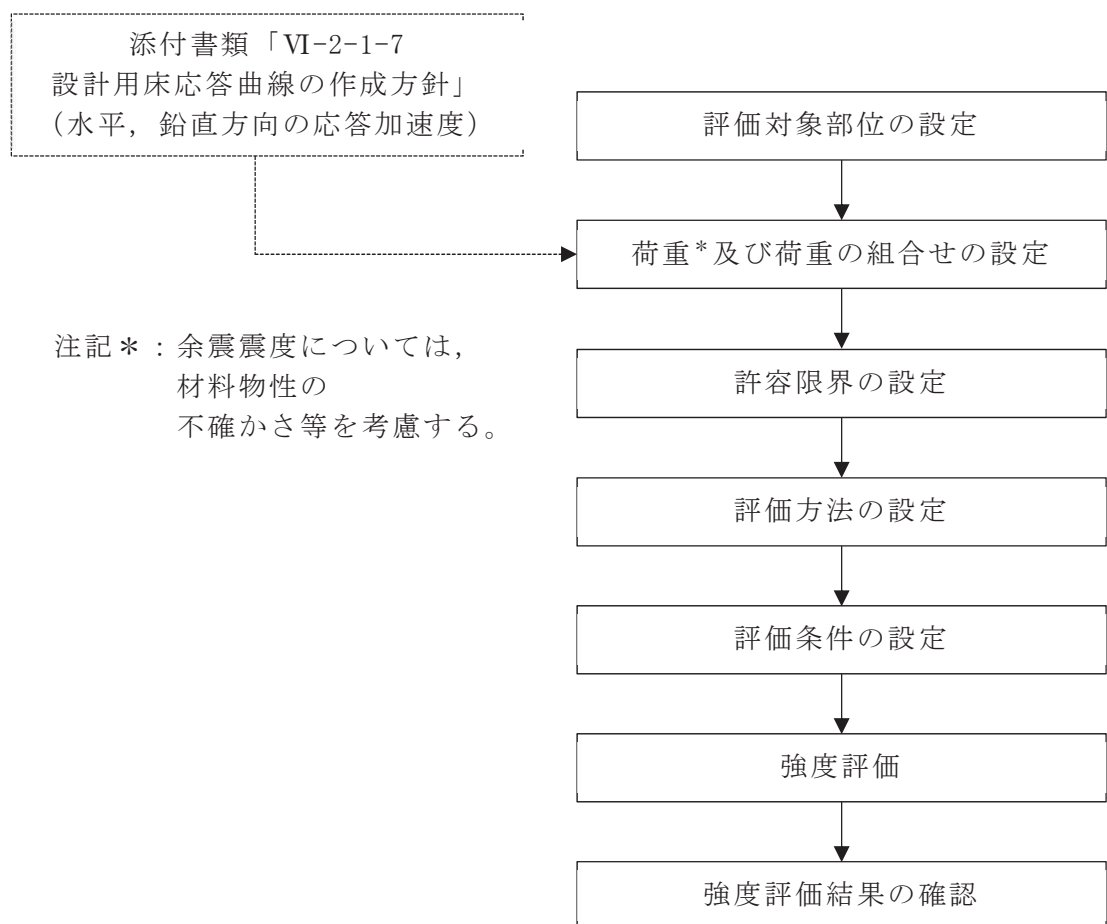 添付書類「Ⅵ-2-1-7
設計用床応答曲線の作成方針」
(水平，鉛直方向の応答加速度)
評価対象部位の設定
荷重*及び荷重の組合せの設定
注記＊：余震震度については，
材料物性の
不確かさ等を考慮する。
許容限界の設定
評価方法の設定
評価条件の設定
強度評価
強度評価結果の確認